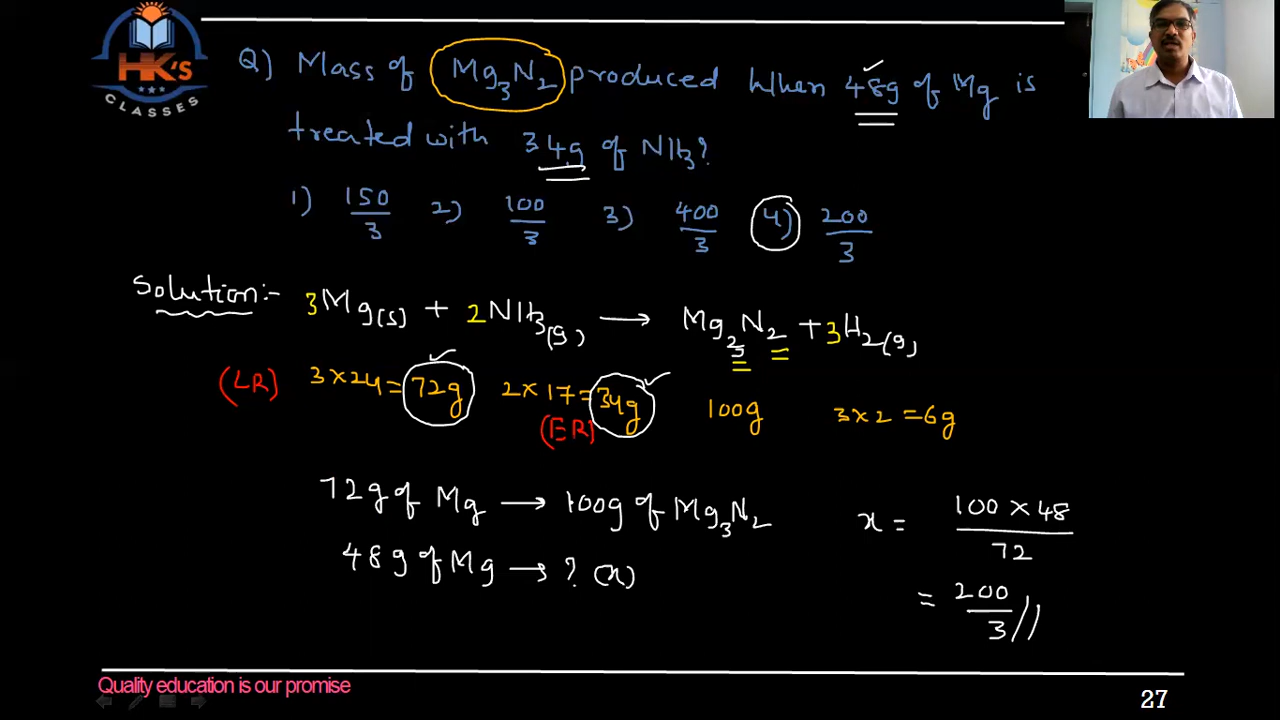 HK's
CLASSES
Q) Mass of Mg₃N₂ produced when 48g of Mg is
treated with 34g of NH₃?
1) 150/3 2) 100/3 3) 400/3 4) 200/3
Solution:-
3Mg(s) + 2NH₃(g) → Mg₃N₂ + 3H₂(g)
(LR) 3×24=72g 2×17=34g 100g 3×2=6g
(ER)
72g of Mg → 100g of Mg₃N₂
48g of Mg → ? (x)
x = 100×48/72
= 200/3//
Quality education is our promise
27